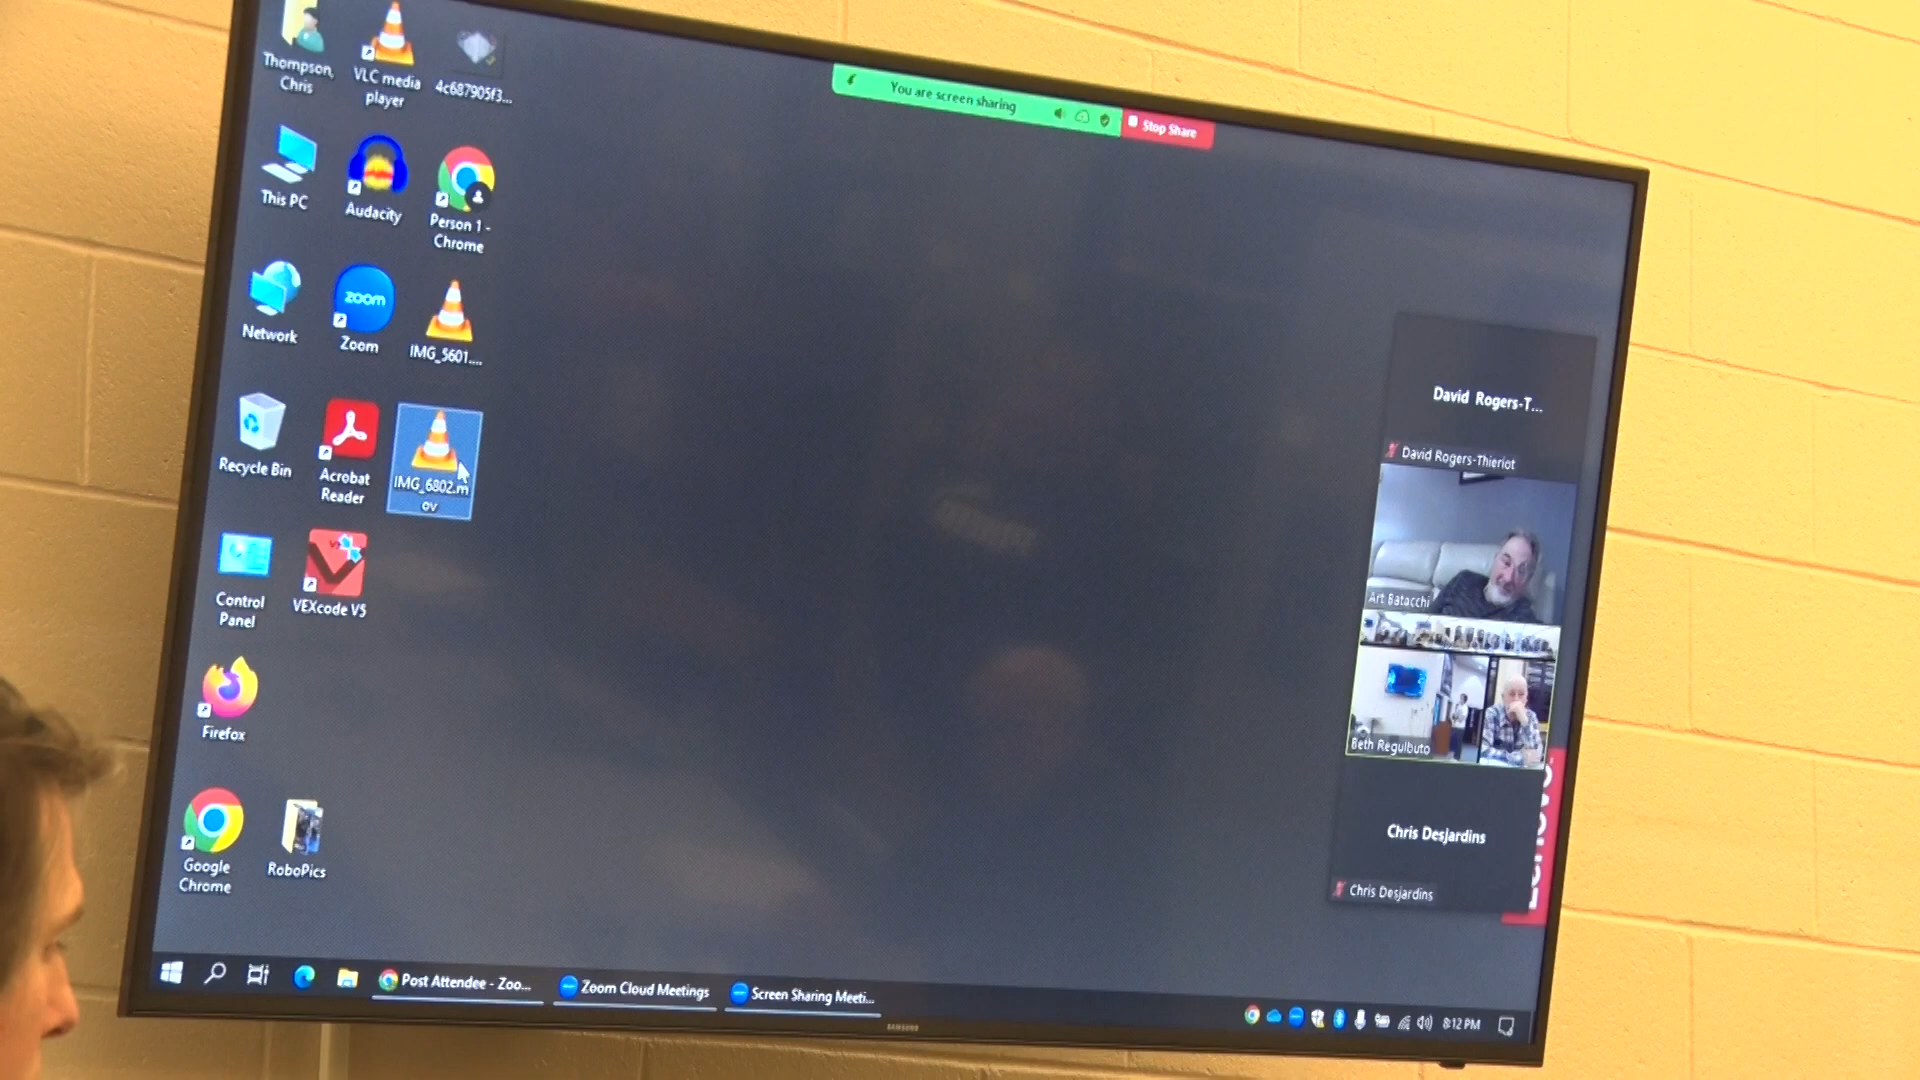 Thompson,
Chris
VLC media
player
4c687905f3...
You are screen sharing
Stop Share
This PC
Audacity
Person 1 -
Chrome
Network
zoom
Zoom
IMG_5601....
Recycle Bin
Acrobat
Reader
IMG_6802.m
ov
Control
Panel
VEXcode V5
Firefox
Google
Chrome
RoboPics
David Rogers-T...
David Rogers-Thieriot
Art Batacchi
Beth Regulbuto
Chris Desjardins
Chris Desjardins
Lenovo
Post Attendee - Zoo...
Zoom Cloud Meetings
Screen Sharing Meeti...
8:12 PM
SAMSUNG